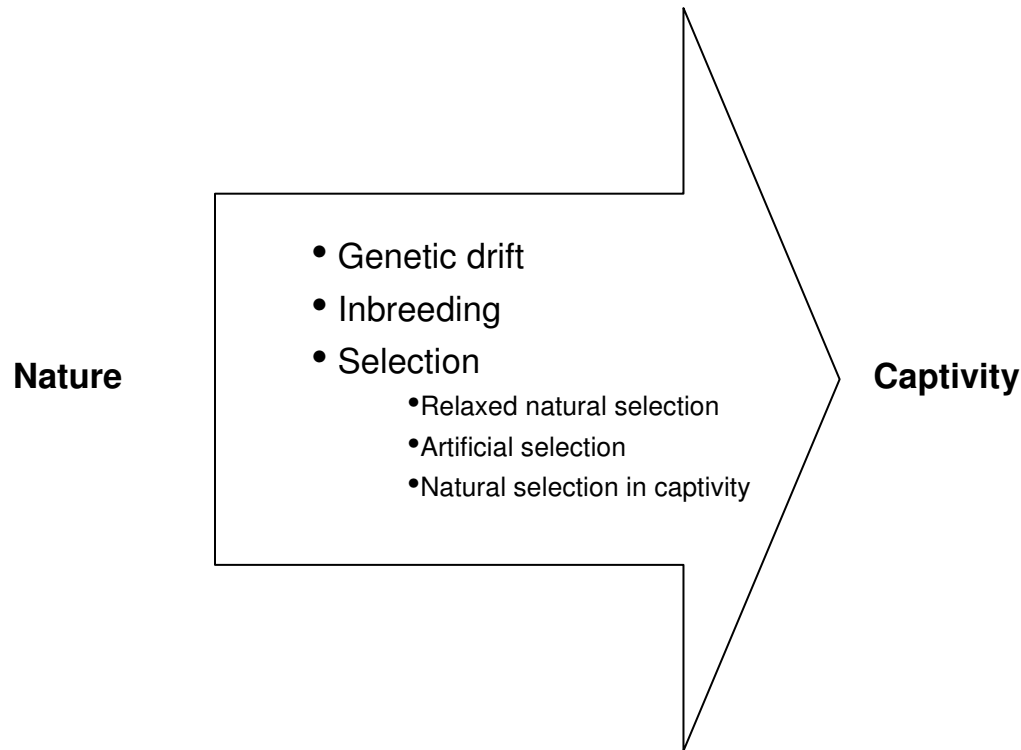 Nature
• Genetic drift
• Inbreeding
• Selection
•Relaxed natural selection
•Artificial selection
•Natural selection in captivity
Captivity